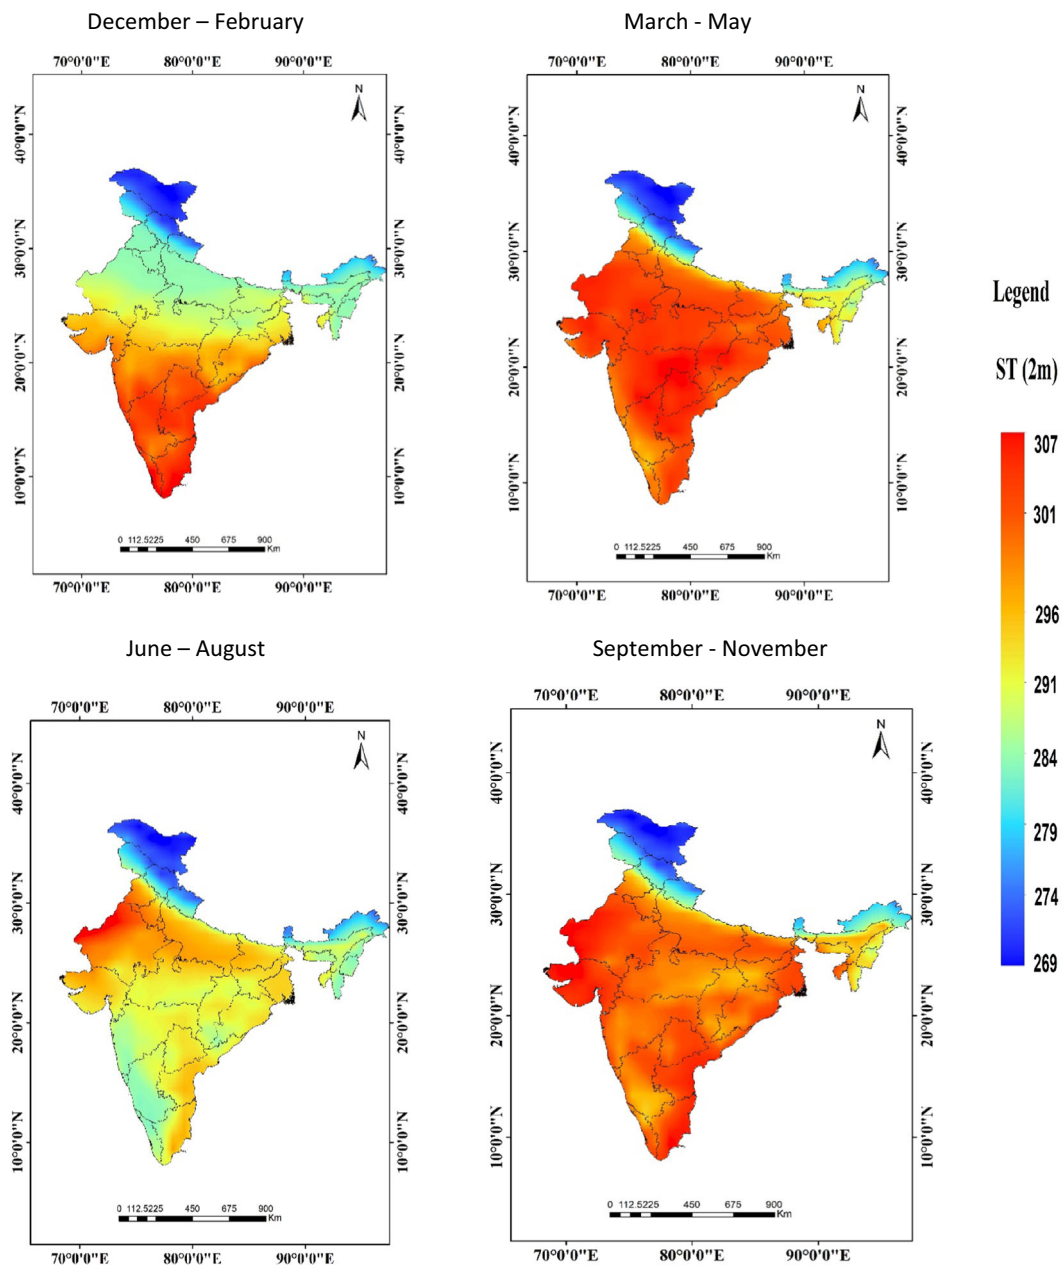 December – February
March - May
70°0'0"E 80°0'0"E 90°0'0"E
70°0'0"E 80°0'0"E 90°0'0"E
N
N
40°0'0"N
40°0'0"N
40°0'0"N
40°0'0"N
30°0'0"N
30°0'0"N
30°0'0"N
30°0'0"N
20°0'0"N
20°0'0"N
20°0'0"N
20°0'0"N
10°0'0"N
10°0'0"N
10°0'0"N
10°0'0"N
0 112.5225 450 675 900
Km
0 112.5225 450 675 900
Km
70°0'0"E 80°0'0"E 90°0'0"E
70°0'0"E 80°0'0"E 90°0'0"E
Legend
ST (2m)
307
301
296
291
284
279
274
269
June – August
September - November
70°0'0"E 80°0'0"E 90°0'0"E
70°0'0"E 80°0'0"E 90°0'0"E
N
N
40°0'0"N
40°0'0"N
40°0'0"N
40°0'0"N
30°0'0"N
30°0'0"N
30°0'0"N
30°0'0"N
20°0'0"N
20°0'0"N
20°0'0"N
20°0'0"N
10°0'0"N
10°0'0"N
10°0'0"N
10°0'0"N
0 112.5225 450 675 900
Km
0 112.5225 450 675 900
Km
70°0'0"E 80°0'0"E 90°0'0"E
70°0'0"E 80°0'0"E 90°0'0"E